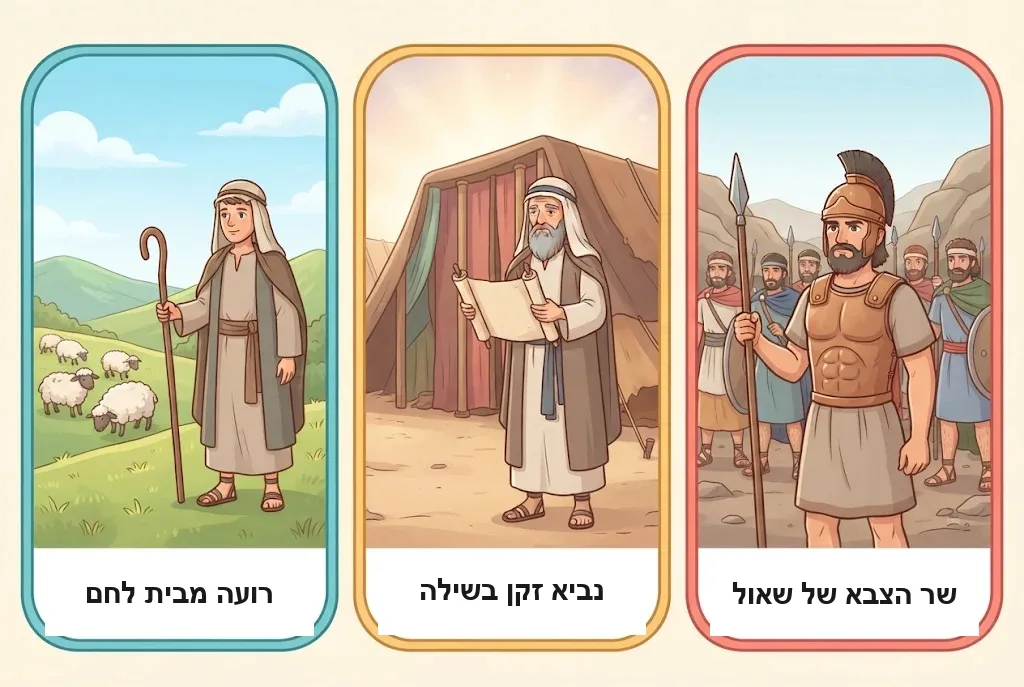 רועה מבית לחם
נביא זקן בשילה
שר הצבא של שאול